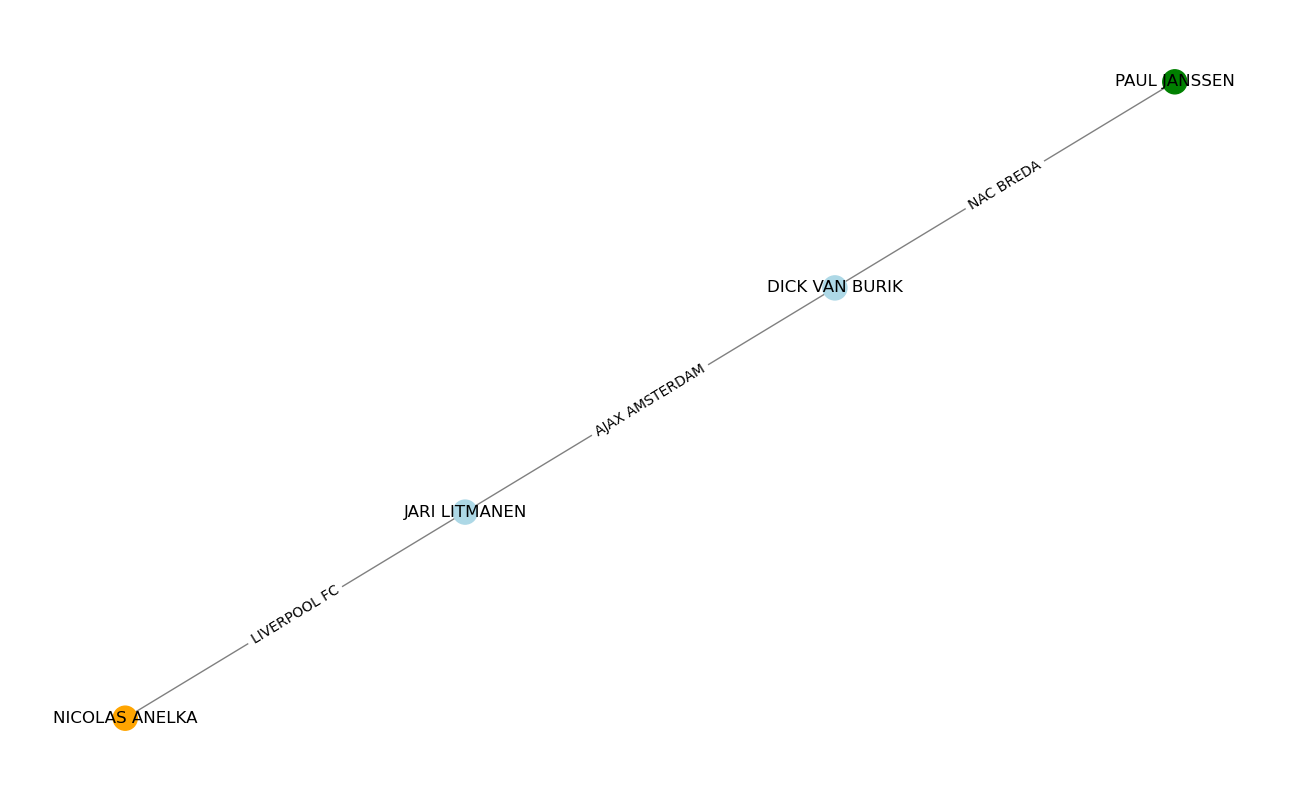 PAUL JANSSEN
NAC BREDA
DICK VAN BURIK
AJAX AMSTERDAM
JARI LITMANEN
LIVERPOOL FC
NICOLAS ANELKA